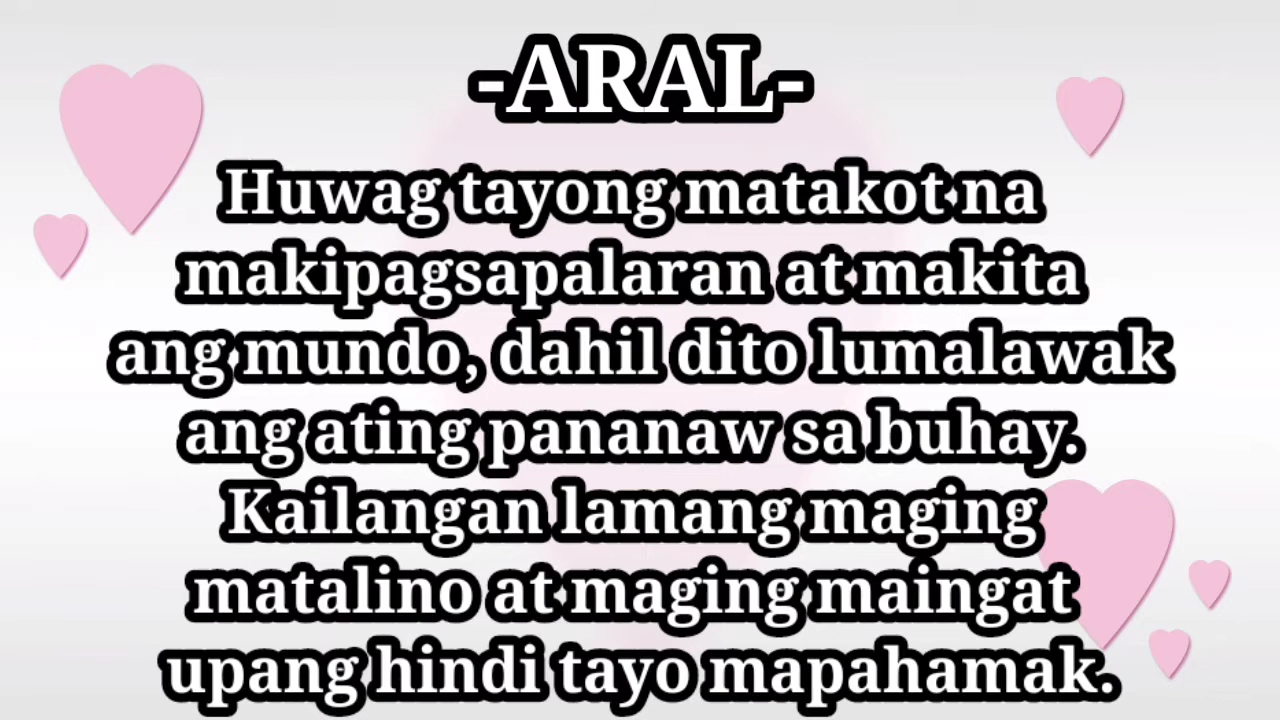 -ARAL-
Huwag tayong matakot na
makipagsapalaran at makita
ang mundo, dahil dito lumalawak
ang ating pananaw sa buhay.
Kailangan lamang maging
matalino at maging maingat
upang hindi tayo mapahamak.